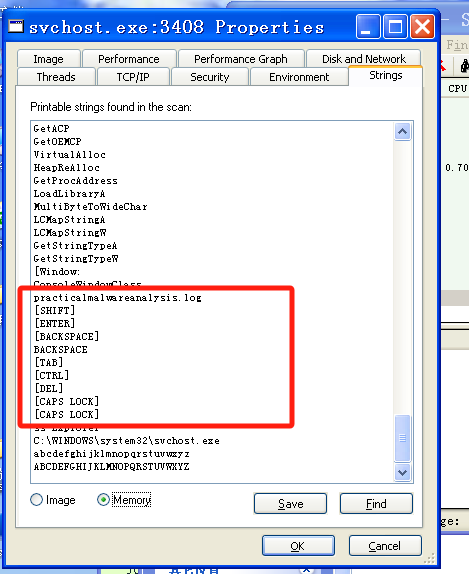 svchost.exe:3408 Properties
Image
Performance
Performance Graph
Disk and Network
Threads
TCP/IP
Security
Environment
Strings
Printable strings found in the scan:
GetACP
GetOEMCP
VirtualAlloc
HeapReAlloc
GetProcAddress
LoadLibraryA
MultiByteToWideChar
LCMapStringA
LCMapStringW
GetStringTypeA
GetStringTypeW
[Window:
ConsoleWindowClass
practicalmalwareanalysis.log
[SHIFT]
[ENTER]
[BACKSPACE]
BACKSPACE
[TAB]
[CTRL]
[DEL]
[CAPS LOCK]
[CAPS LOCK]
Explorer
C:\WINDOWS\system32\svchost.exe
abcdefghijklmnopqrstuvwxyz
ABCDEFGHIJKLMNOPQRSTUVWXYZ
Image
Memory
Save
Find
OK
Cancel
CPU
0.70
ge: